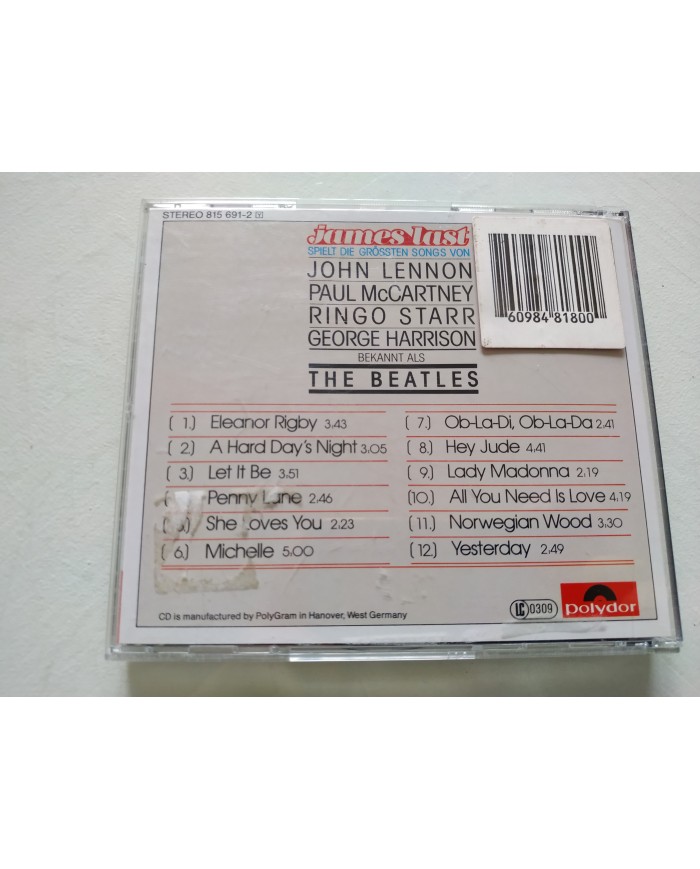 STEREO 815 691-2
james last
SPIELT DIE GRÖSSTEN SONGS VON
JOHN LENNON
PAUL McCARTNEY
RINGO STARR
GEORGE HARRISON
BEKANNT ALS
THE BEATLES
60984 81800
(1.) Eleanor Rigby 3.43
(2.) A Hard Day's Night 3.05
(3.) Let It Be 3.51
( Penny Lane 2.46
(5.) She Loves You 2.23
(6.) Michelle 5.00
(7.) Ob-La-Di, Ob-La-Da 2.41
(8.) Hey Jude 4.41
(9.) Lady Madonna 2.19
(10.) All You Need Is Love 4.19
(11.) Norwegian Wood 3.30
(12.) Yesterday 2.49
CD is manufactured by PolyGram in Hanover, West Germany
LC 0309
polydor